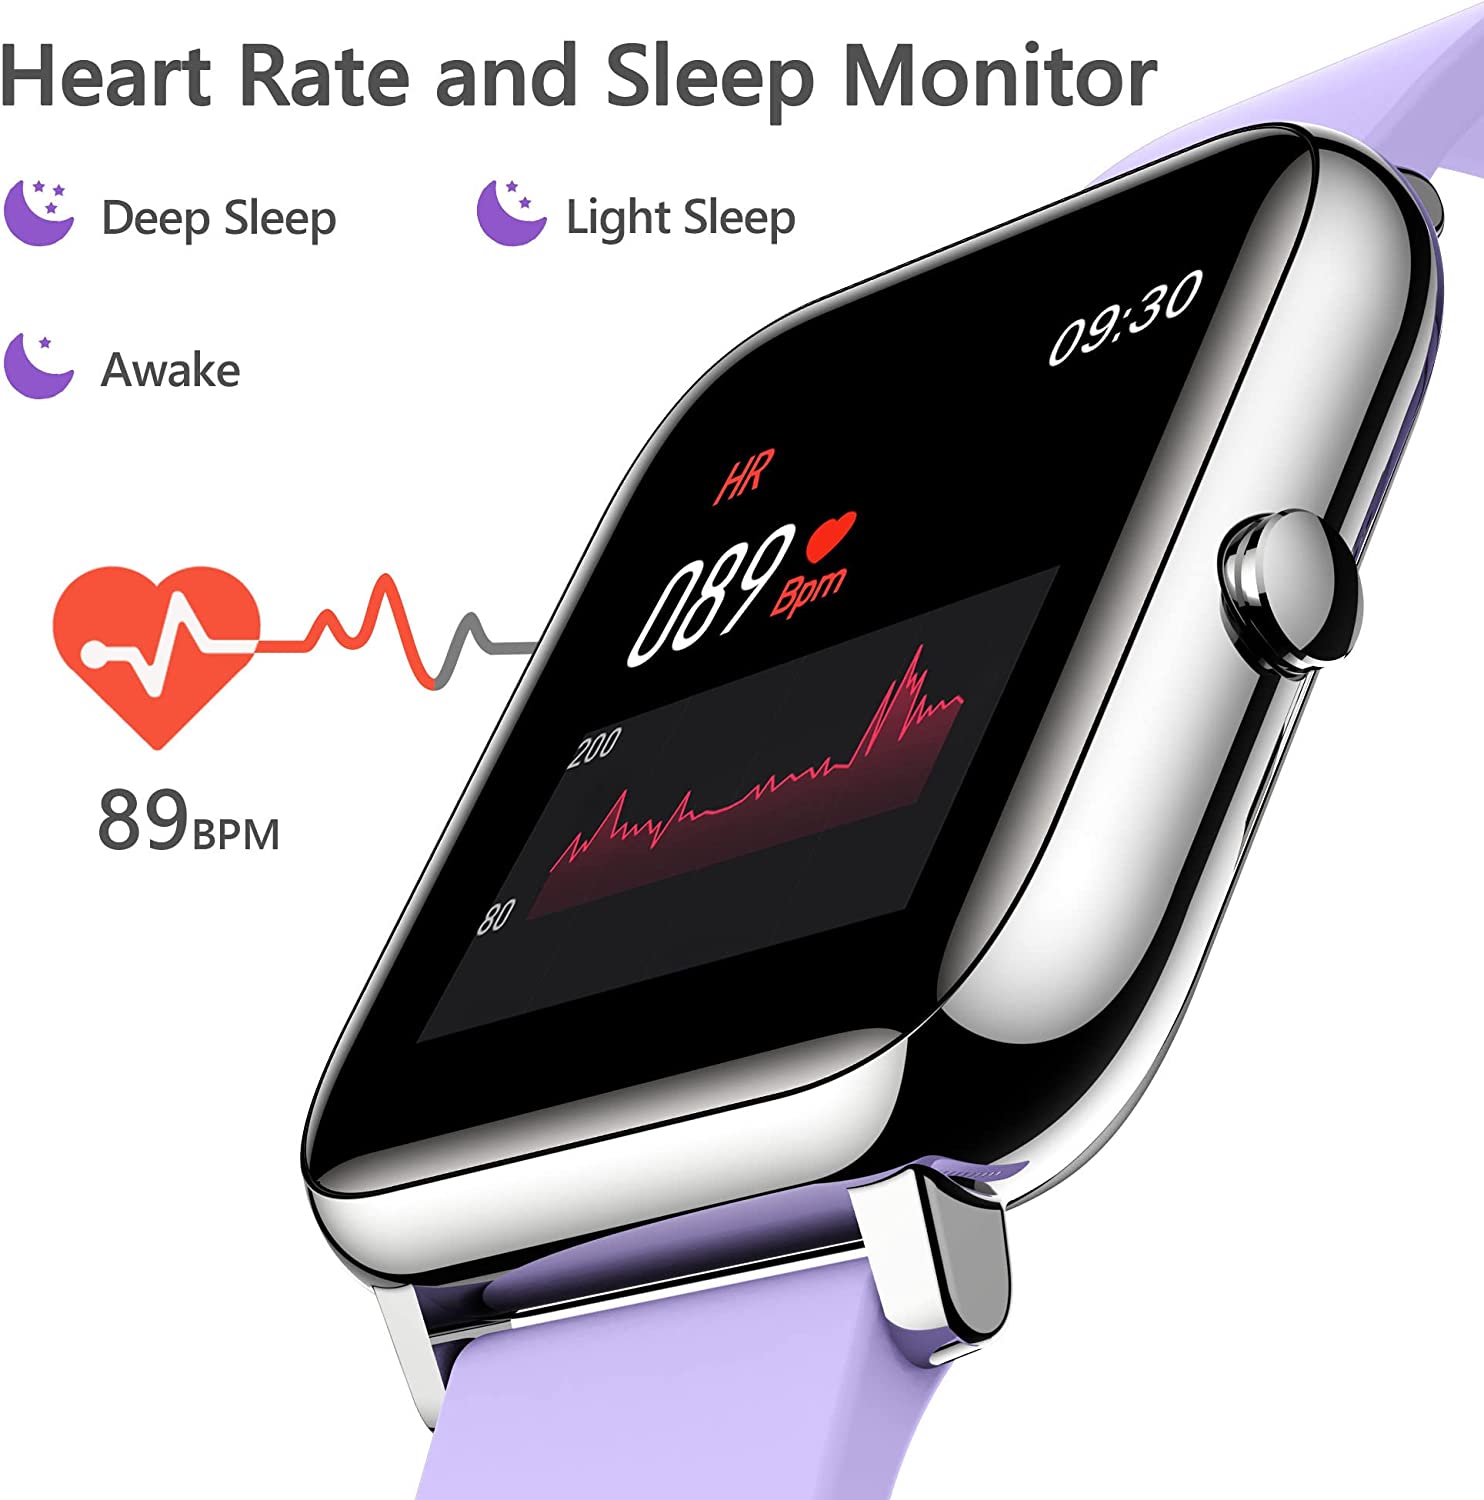 Heart Rate and Sleep Monitor
Deep Sleep
Light Sleep
Awake
09:30
HR
089 Bpm
200
80
89BPM